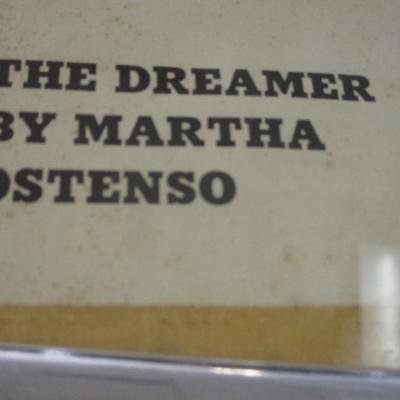 THE DREAMER
BY MARTHA
OSTENSO